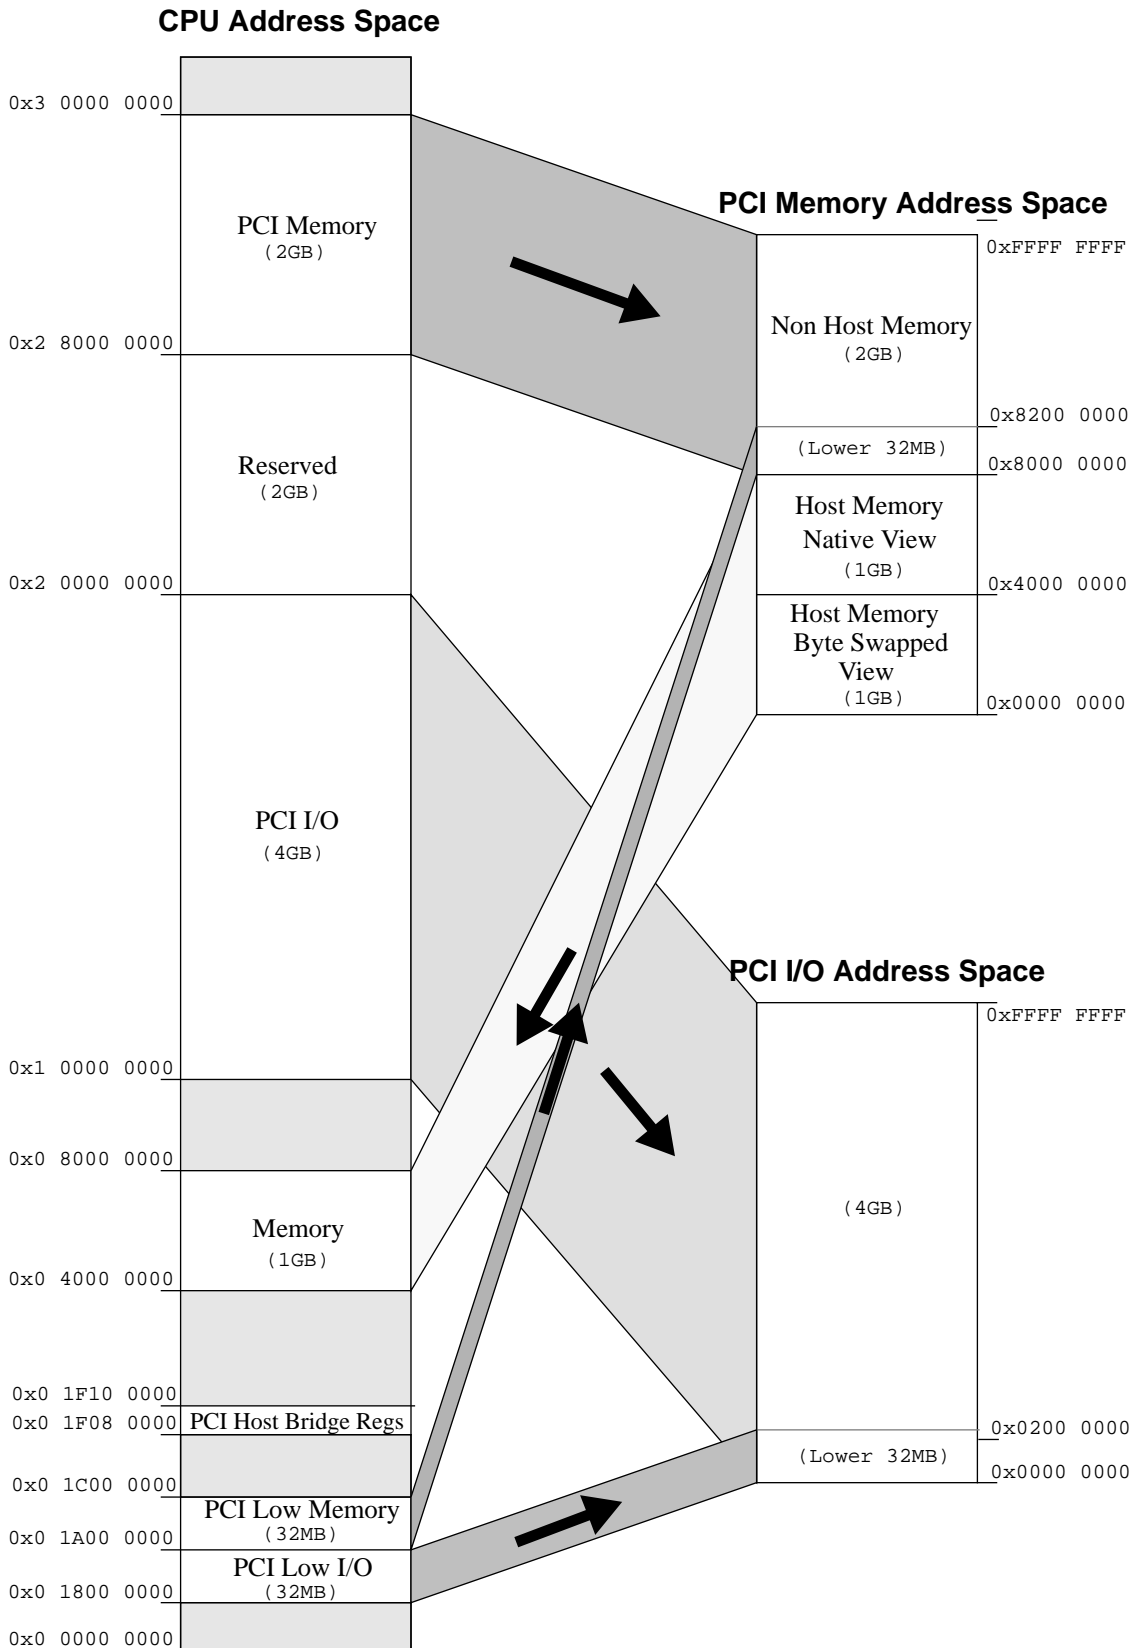 CPU Address Space
0x3 0000 0000
PCI Memory
(2GB)
0x2 8000 0000
Reserved
(2GB)
0x2 0000 0000
PCI I/O
(4GB)
0x1 0000 0000
0x0 8000 0000
Memory
(1GB)
0x0 4000 0000
0x0 1F10 0000
0x0 1F08 0000
PCI Host Bridge Regs
0x0 1C00 0000
PCI Low Memory
(32MB)
0x0 1A00 0000
PCI Low I/O
(32MB)
0x0 1800 0000
0x0 0000 0000
PCI Memory Address Space
0xFFFF FFFF
Non Host Memory
(2GB)
0x8200 0000
(Lower 32MB)
0x8000 0000
Host Memory
Native View
(1GB)
0x4000 0000
Host Memory
Byte Swapped
View
(1GB)
0x0000 0000
PCI I/O Address Space
0xFFFF FFFF
(4GB)
0x0200 0000
(Lower 32MB)
0x0000 0000